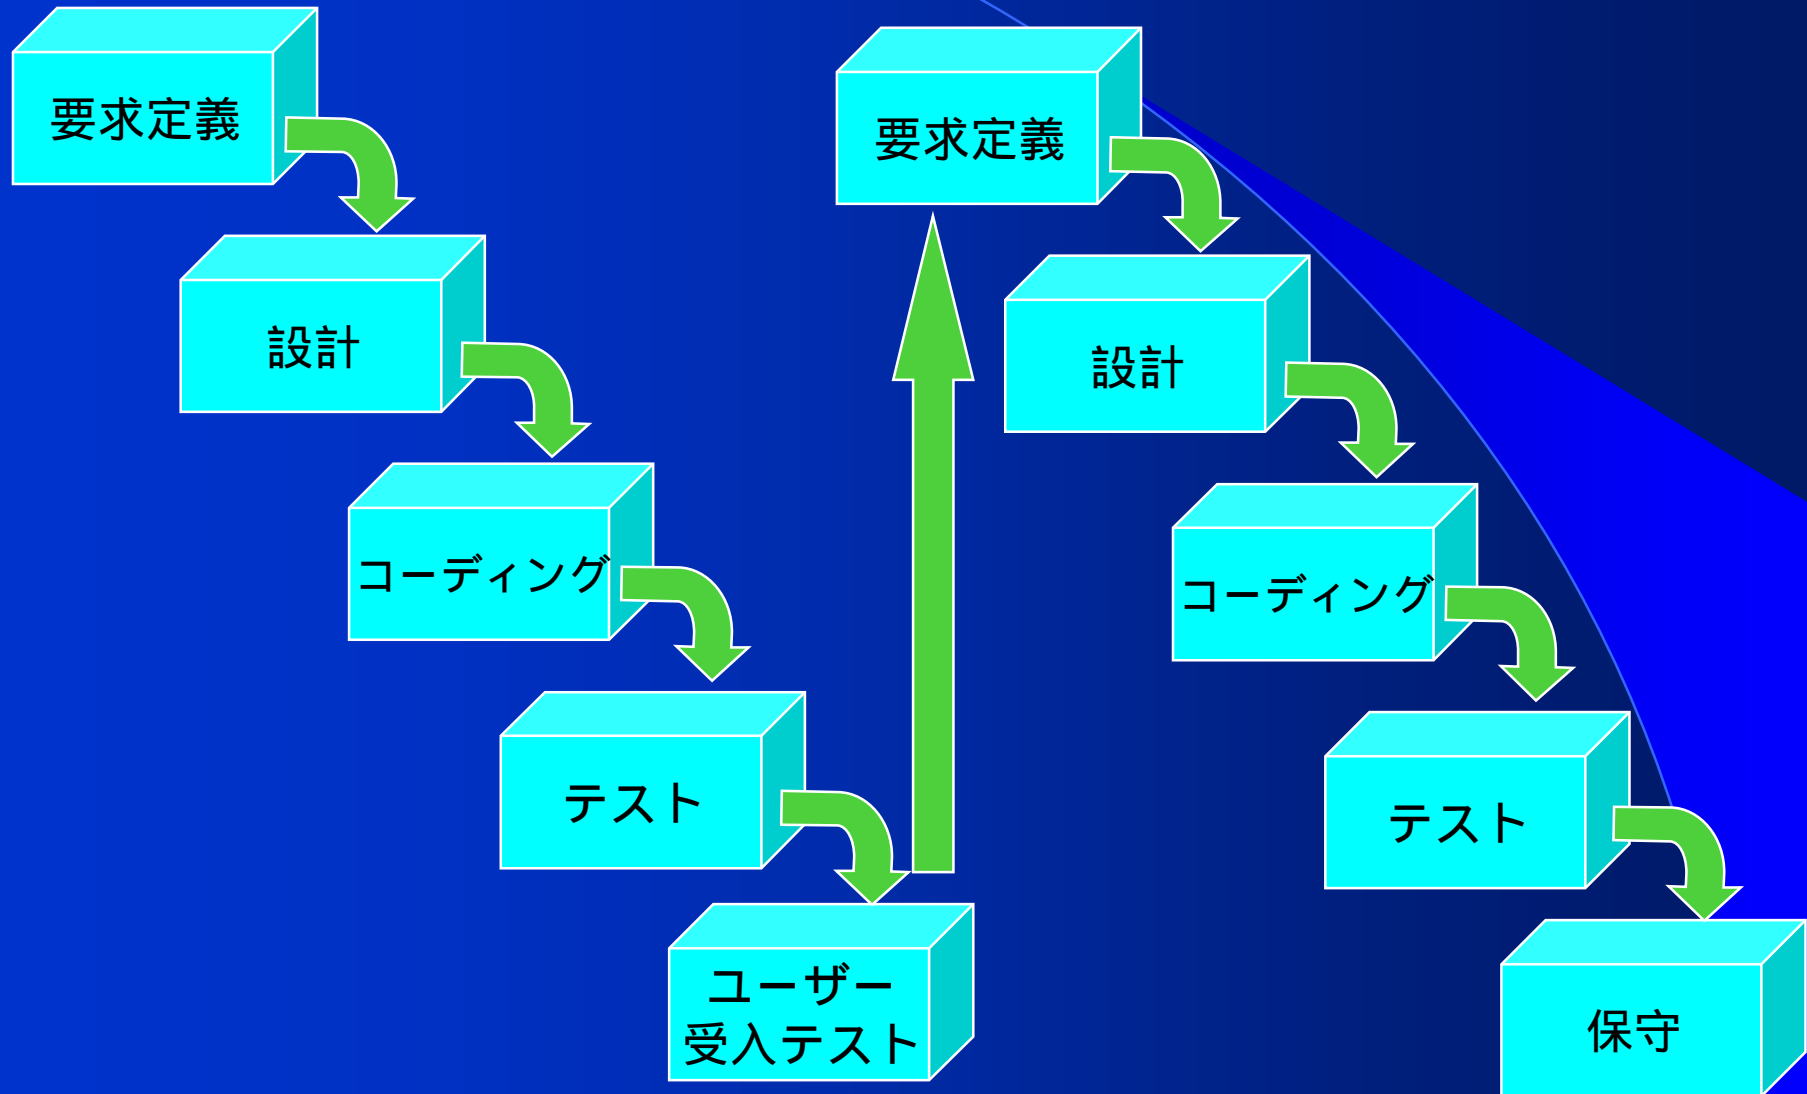 要求定義
設計
コーディング
テスト
ユーザー
受入テスト
要求定義
設計
コーディング
テスト
保守